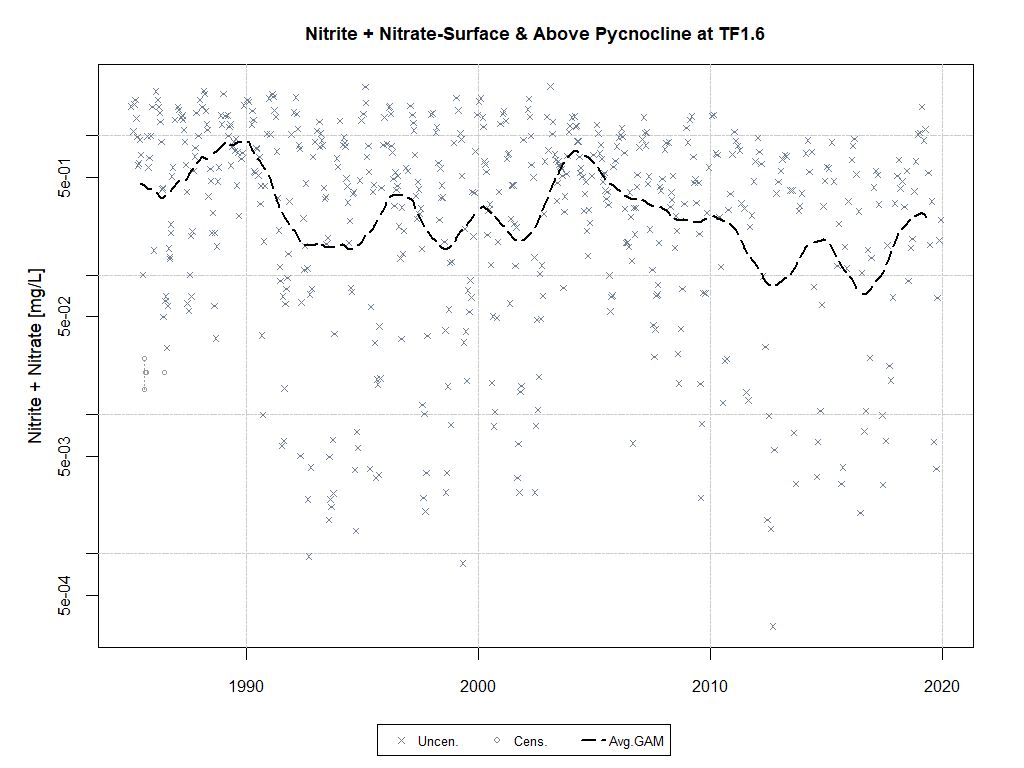 Nitrite + Nitrate-Surface & Above Pycnocline at TF1.6
Nitrite + Nitrate [mg/L]
5e-01
5e-02
5e-03
5e-04
1990 2000 2010 2020
Uncen. Cens. Avg.GAM